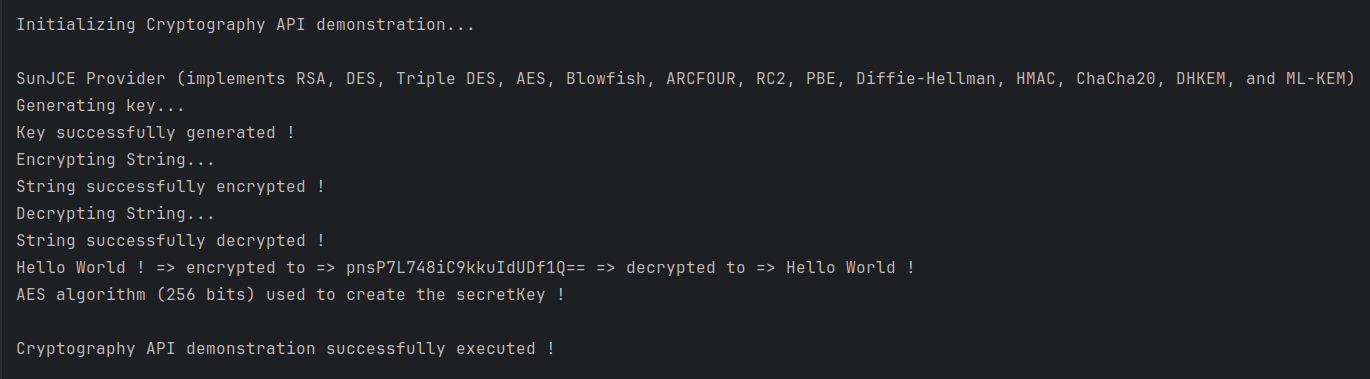 Initializing Cryptography API demonstration...
SunJCE Provider (implements RSA, DES, Triple DES, AES, Blowfish, ARCFOUR, RC2, PBE, Diffie-Hellman, HMAC, ChaCha20, DHKEM, and ML-KEM)
Generating key...
Key successfully generated !
Encrypting String...
String successfully encrypted !
Decrypting String...
String successfully decrypted !
Hello World ! => encrypted to => pnsP7L748iC9kkuIdUDf1Q== => decrypted to => Hello World !
AES algorithm (256 bits) used to create the secretKey !
Cryptography API demonstration successfully executed !